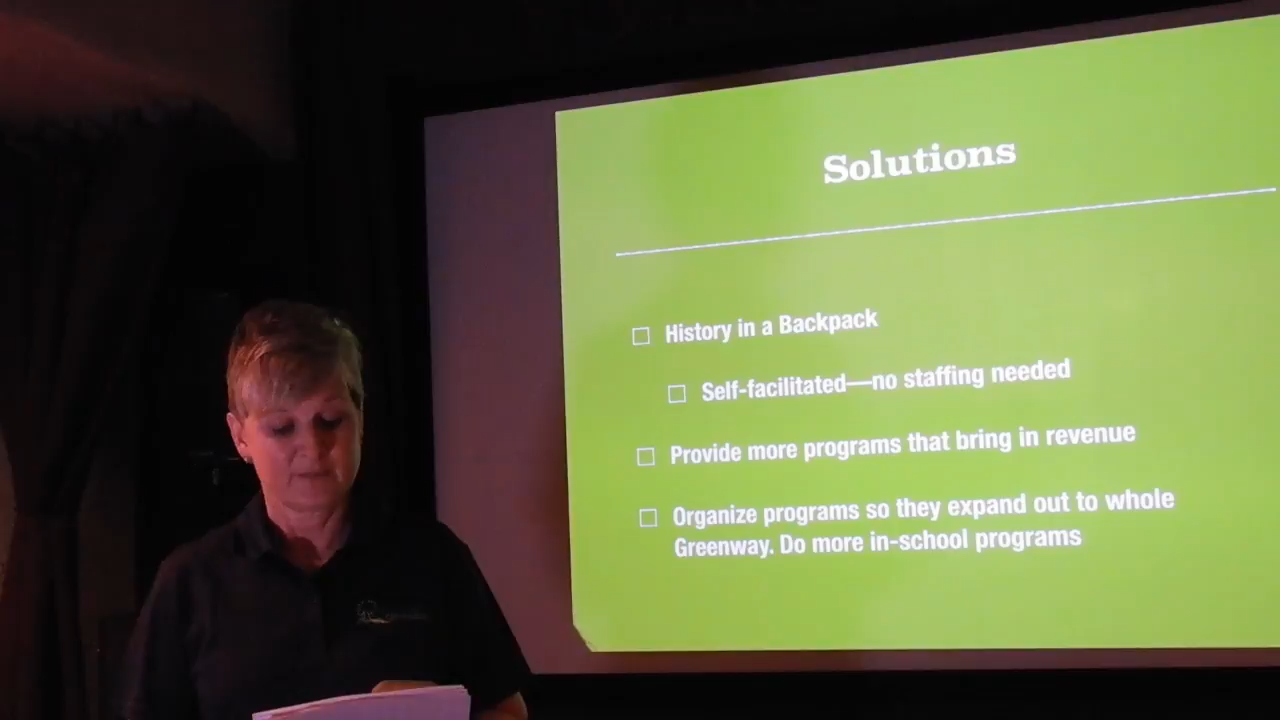 Solutions
History in a Backpack
Self-facilitated—no staffing needed
Provide more programs that bring in revenue
Organize programs so they expand out to whole
Greenway. Do more in-school programs